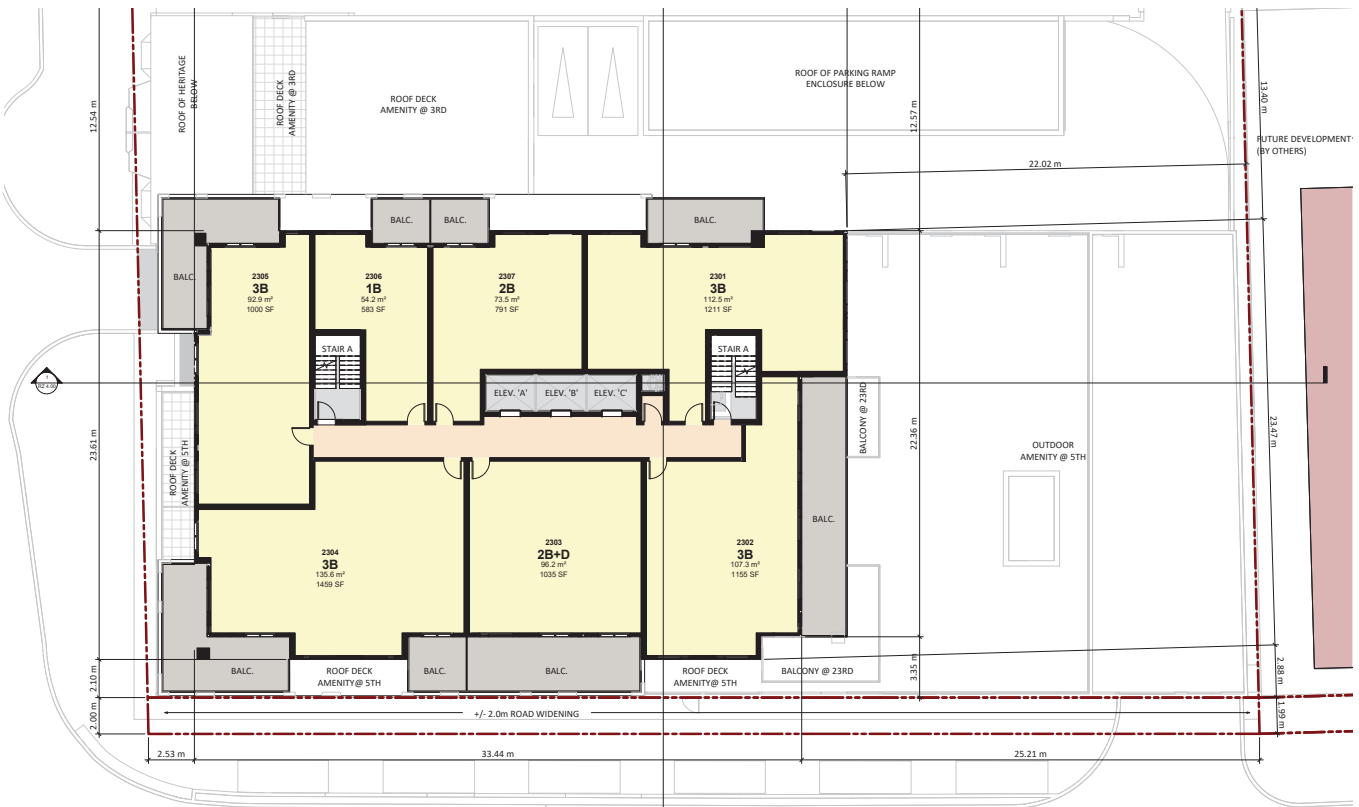 ROOF OF HERITAGE
BELOW
ROOF DECK
AMENITY @ 3RD
ROOF DECK
AMENITY @ 3RD
ROOF OF PARKING RAMP
ENCLOSURE BELOW
12.54 m
12.57 m
13.40 m
FUTURE DEVELOPMENT
(BY OTHERS)
22.02 m
BALC.
BALC.
BALC.
BALC.
2305
3B
92.9 m²
1000 SF
2306
1B
54.2 m²
583 SF
2307
2B
73.5 m²
791 SF
2301
3B
112.5 m²
1211 SF
STAIR A
STAIR A
1
RZ 4.00
ELEV. 'A'
ELEV. 'B'
ELEV. 'C'
BALCONY @ 23RD
23.61 m
22.36 m
23.47 m
OUTDOOR
AMENITY @ 5TH
ROOF DECK
AMENITY @ 5TH
BALC.
2304
3B
135.6 m²
1459 SF
2303
2B+D
96.2 m²
1035 SF
2302
3B
107.3 m²
1155 SF
BALC.
ROOF DECK
AMENITY@ 5TH
BALC.
BALC.
ROOF DECK
AMENITY@ 5TH
BALCONY @ 23RD
2.10 m
3.35 m
2.88 m
2.00 m
+/- 2.0m ROAD WIDENING
1.99 m
2.53 m
33.44 m
25.21 m